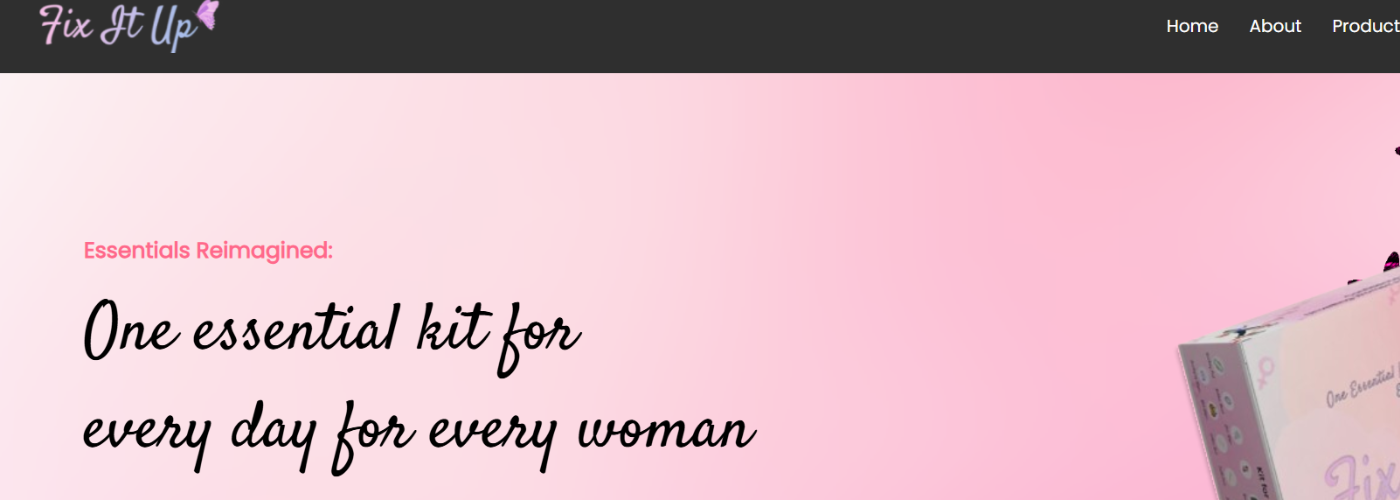 Fix It Up
Home About Product
Essentials Reimagined:
One essential kit for
every day for every woman
One Essential
Fix